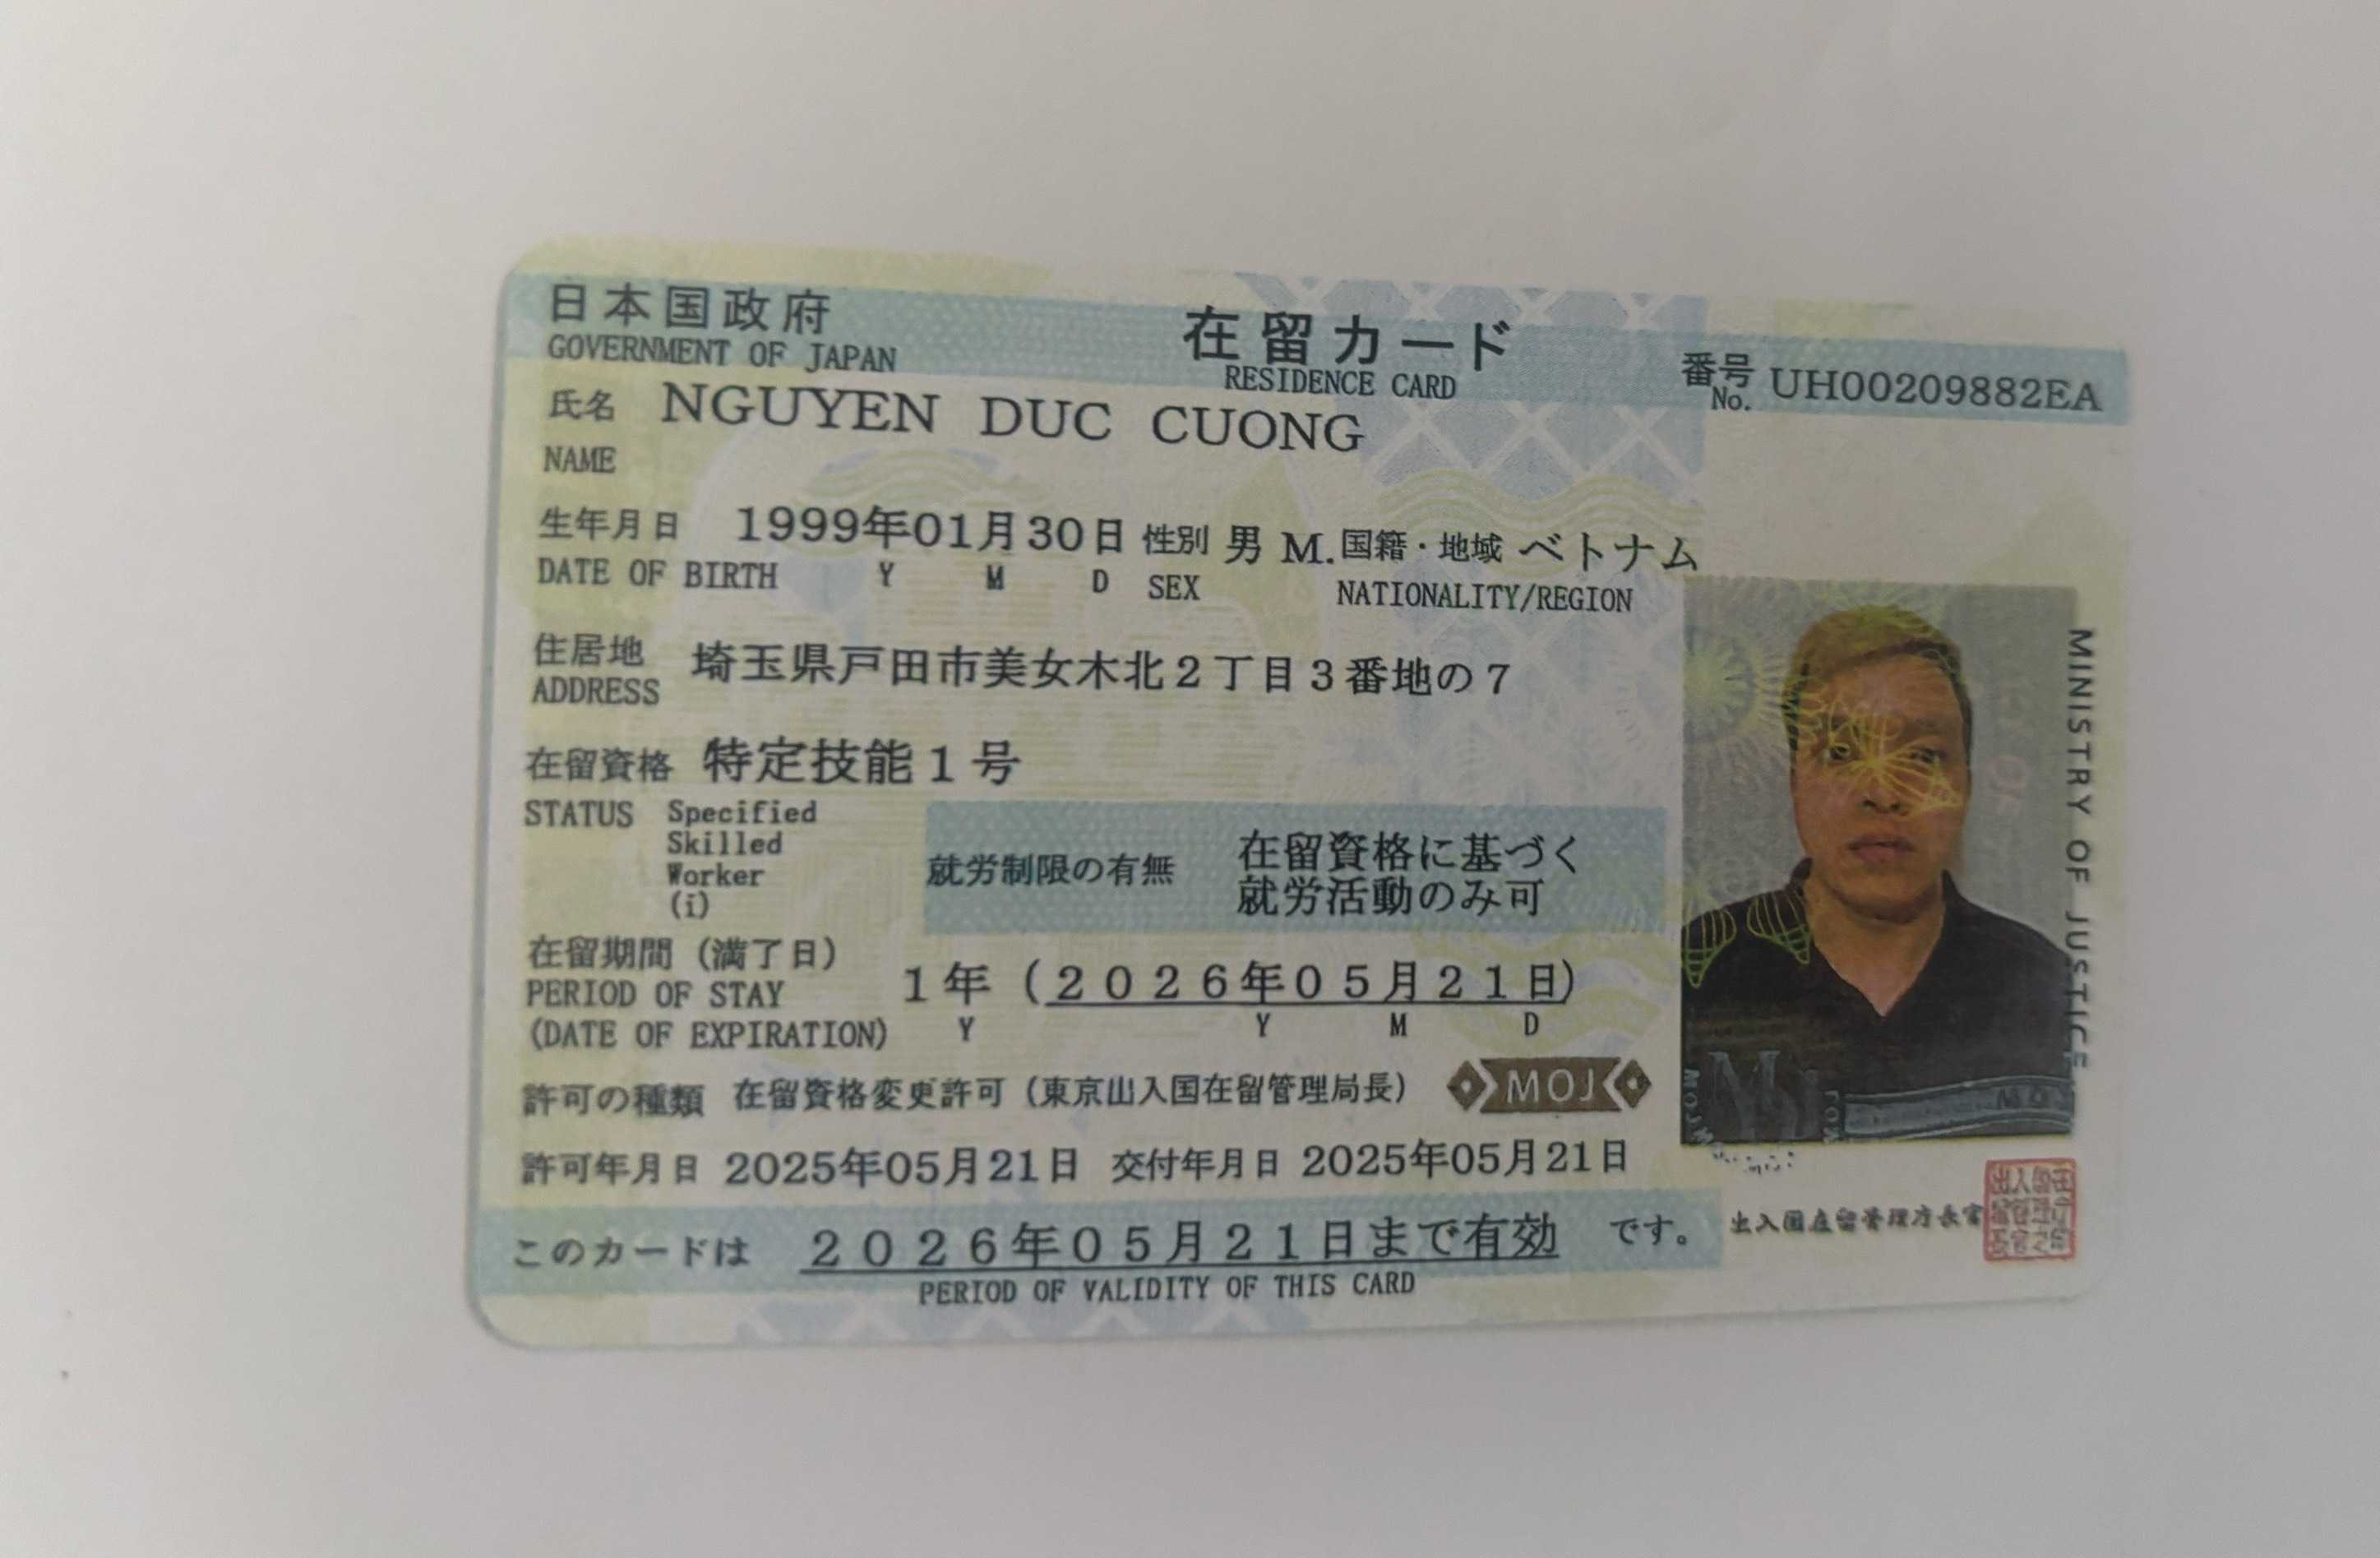 日本国政府 在留カード 番号 UH00209882EA
GOVERNMENT OF JAPAN RESIDENCE CARD No.
氏名 NGUYEN DUC CUONG
NAME
生年月日 1999年01月30日 性別 男 M. 国籍・地域 ベトナム
DATE OF BIRTH Y M D SEX NATIONALITY/REGION
住居地 埼玉県戸田市美女木北2丁目3番地の7
ADDRESS
在留資格 特定技能1号
STATUS Specified
Skilled
Worker
(i)
就労制限の有無 在留資格に基づく
就労活動のみ可
在留期間(満了日) 1年(2026年05月21日)
PERIOD OF STAY
(DATE OF EXPIRATION) Y Y M D
許可の種類 在留資格変更許可(東京出入国在留管理局長) MOJ
許可年月日 2025年05月21日 交付年月日 2025年05月21日
このカードは 2026年05月21日まで有効 です。
PERIOD OF VALIDITY OF THIS CARD
出入国在留管理庁長官
MINISTRY OF JUSTICE